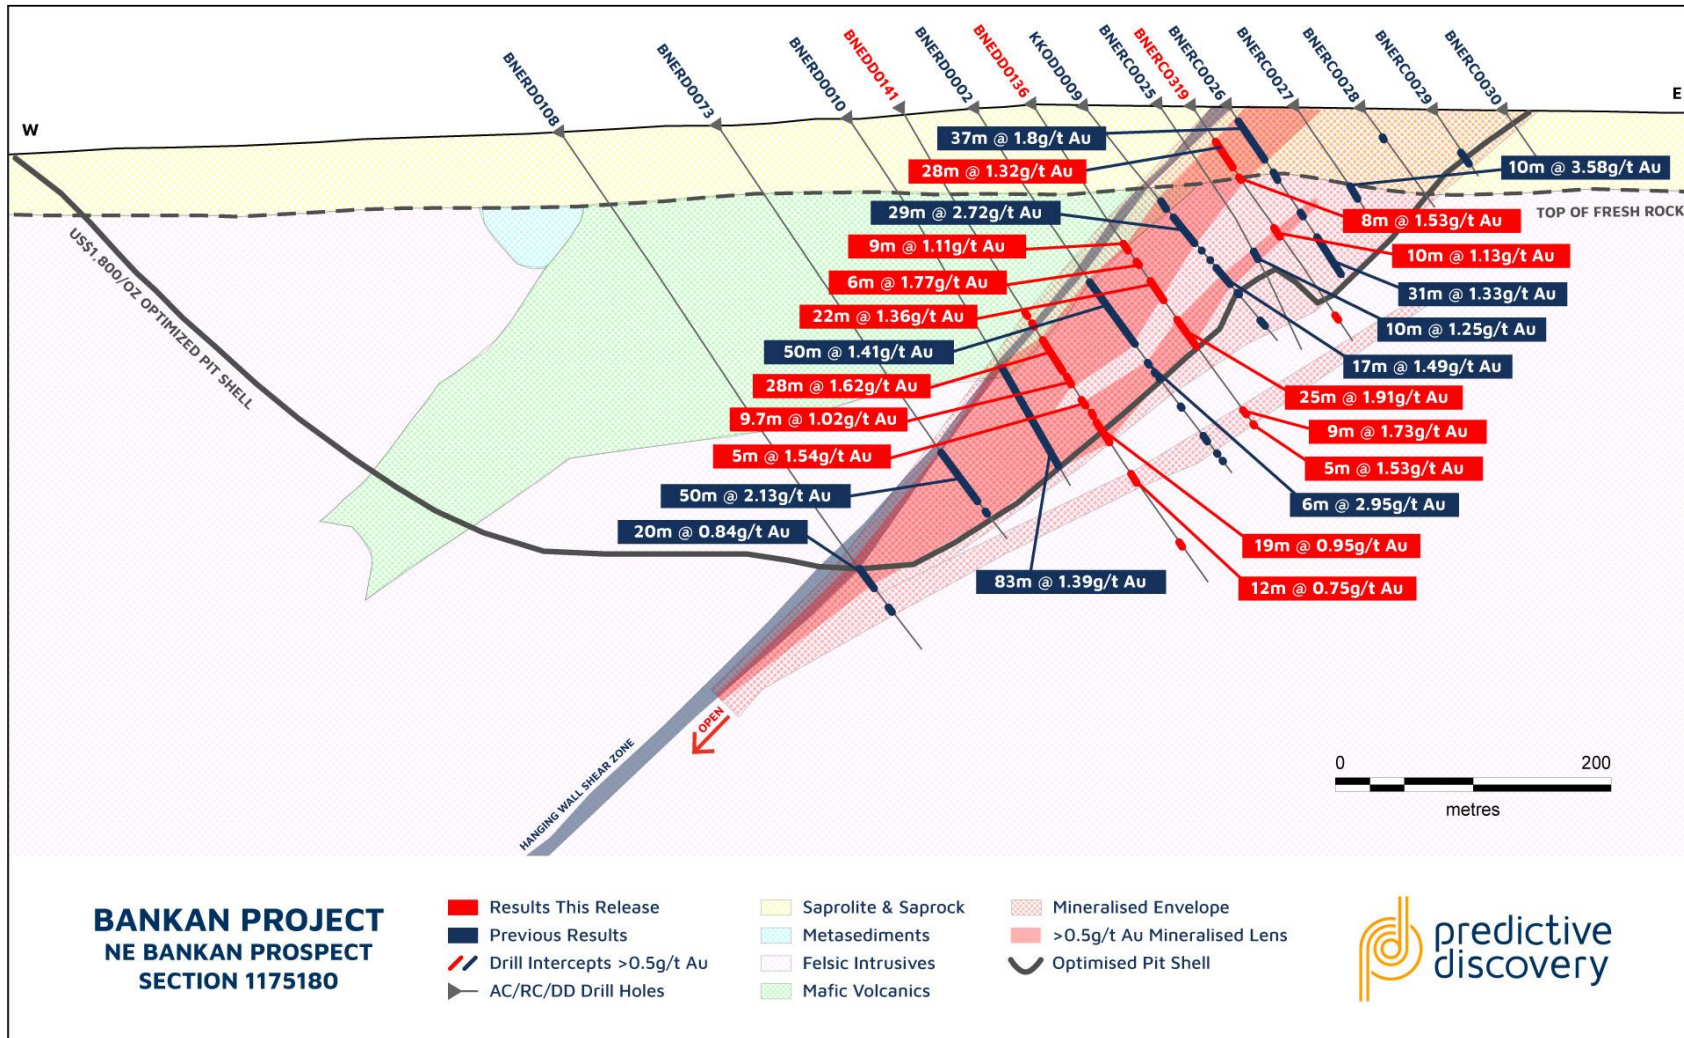 BNERD0108
BNERD0073
BNERD0010
BNEDD0141
BNERD0002
BNEDD0136
KKODD009
BNERC0025
BNERC0319
BNERC0026
BNERC0027
BNERC0028
BNERC0029
BNERC0030
W
E
37m @ 1.8g/t Au
28m @ 1.32g/t Au
29m @ 2.72g/t Au
9m @ 1.11g/t Au
6m @ 1.77g/t Au
22m @ 1.36g/t Au
50m @ 1.41g/t Au
28m @ 1.62g/t Au
9.7m @ 1.02g/t Au
5m @ 1.54g/t Au
50m @ 2.13g/t Au
20m @ 0.84g/t Au
83m @ 1.39g/t Au
10m @ 3.58g/t Au
TOP OF FRESH ROCK
8m @ 1.53g/t Au
10m @ 1.13g/t Au
31m @ 1.33g/t Au
10m @ 1.25g/t Au
17m @ 1.49g/t Au
25m @ 1.91g/t Au
9m @ 1.73g/t Au
5m @ 1.53g/t Au
6m @ 2.95g/t Au
19m @ 0.95g/t Au
12m @ 0.75g/t Au
US$1,800/OZ OPTIMIZED PIT SHELL
OPEN
HANGING WALL SHEAR ZONE
0 200
metres
BANKAN PROJECT
NE BANKAN PROSPECT
SECTION 1175180
Results This Release
Previous Results
Drill Intercepts >0.5g/t Au
AC/RC/DD Drill Holes
Saprolite & Saprock
Metasediments
Felsic Intrusives
Mafic Volcanics
Mineralised Envelope
>0.5g/t Au Mineralised Lens
Optimised Pit Shell
predictive
discovery